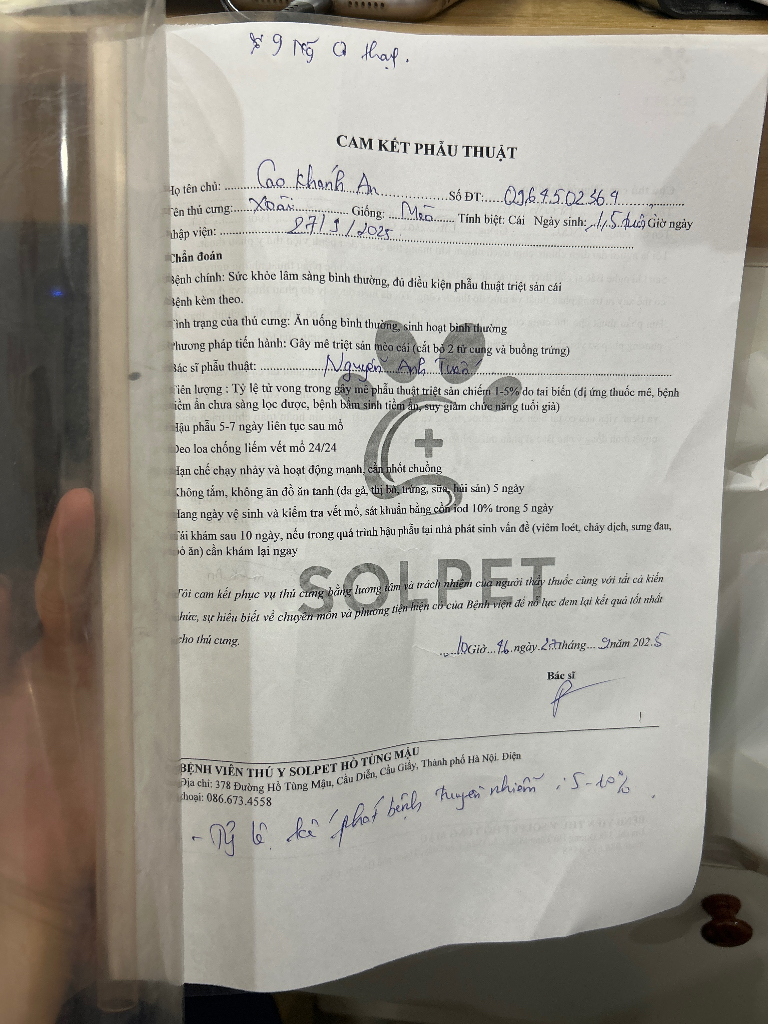 9 Ng Q thạf.
CAM KẾT PHẪU THUẬT
Họ tên chủ: Cao Khánh An Số ĐT: 0964502364
Tên thú cưng: Xoài Giống: Mèo Tính biệt: Cái Ngày sinh: 1,5 tuổi Giờ ngày
nhập viện: 27/9/2025
Chẩn đoán
Bệnh chính: Sức khỏe lâm sàng bình thường, đủ điều kiện phẫu thuật triệt sản cái
Bệnh kèm theo.
Tình trạng của thú cưng: Ăn uống bình thường, sinh hoạt bình thường
Phương pháp tiến hành: Gây mê triệt sản mèo cái (cắt bỏ 2 tử cung và buồng trứng)
Bác sĩ phẫu thuật: Nguyễn Anh Tuấn
Tiên lượng : Tỷ lệ tử vong trong gây mê phẫu thuật triệt sản chiếm 1-5% do tai biến (dị ứng thuốc mê, bệnh
tiềm ẩn chưa sàng lọc được, bệnh bẩm sinh tiềm ẩn, suy giảm chức năng tuổi già)
Hậu phẫu 5-7 ngày liên tục sau mổ
Đeo loa chống liếm vết mổ 24/24
Hạn chế chạy nhảy và hoạt động mạnh, cần nhốt chuồng
Không tắm, không ăn đồ ăn tanh (da gà, thị bò, trứng, sữa, hải sản) 5 ngày
Hang ngày vệ sinh và kiểm tra vết mổ, sát khuẩn bằng cồn iod 10% trong 5 ngày
Tái khám sau 10 ngày, nếu trong quá trình hậu phẫu tại nhà phát sinh vấn đề (viêm loét, chảy dịch, sưng đau,
bỏ ăn) cần khám lại ngay
SOLPET
Tôi cam kết phục vụ thú cưng bằng lương tâm và trách nhiệm của người thầy thuốc cùng với tất cả kiến
thức, sự hiểu biết về chuyên môn và phương tiện hiện có của Bệnh viện để nỗ lực đem lại kết quả tốt nhất
cho thú cưng.
10 Giờ 46 ngày 27 tháng 9 năm 2025
Bác sĩ
BỆNH VIỆN THÚ Y SOLPET HỒ TÙNG MẬU
Địa chỉ: 378 Đường Hồ Tùng Mậu, Cầu Diễn, Cầu Giấy, Thành phố Hà Nội. Điện
thoại: 086.673.4558
- Tỷ lệ kế phát bệnh truyền nhiễm : 5-10%